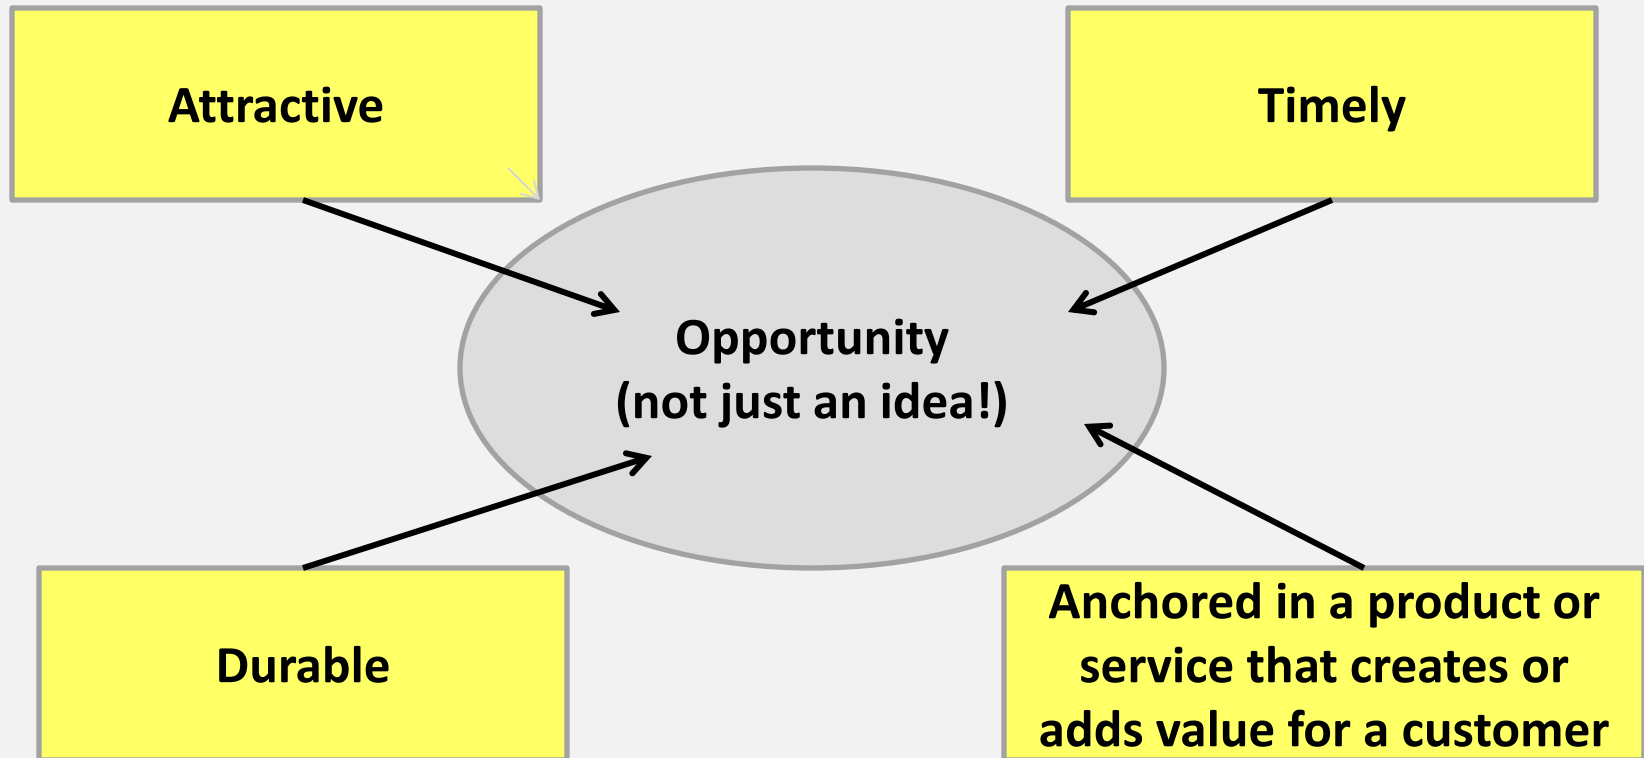 Attractive
Timely
Opportunity
(not just an idea!)
Durable
Anchored in a product or
service that creates or
adds value for a customer